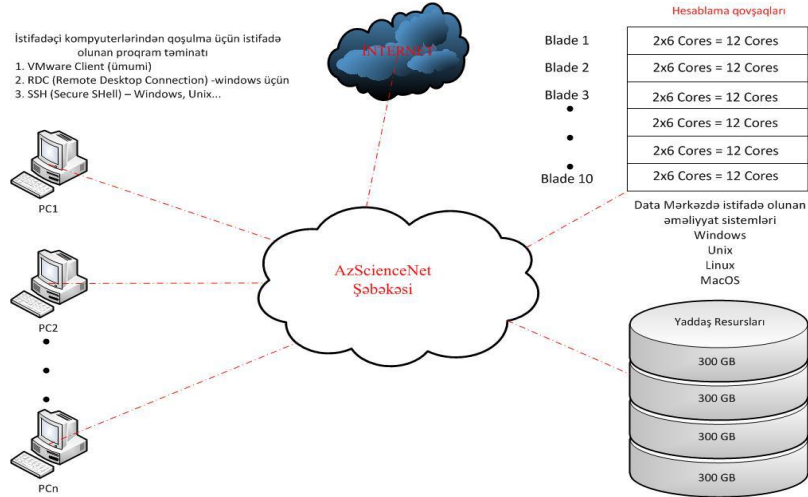 İstifadəçi kompyuterlərindən qoşulma üçün istifadə
olunan proqram təminatı
1. VMware Client (ümumi)
2. RDC (Remote Desktop Connection) -windows üçün
3. SSH (Secure SHell) – Windows, Unix...
INTERNET
Hesablama qovşaqları
Blade 1
2x6 Cores = 12 Cores
Blade 2
2x6 Cores = 12 Cores
Blade 3
2x6 Cores = 12 Cores
2x6 Cores = 12 Cores
2x6 Cores = 12 Cores
Blade 10
2x6 Cores = 12 Cores
Data Mərkəzdə istifadə olunan
əməliyyat sistemləri
Windows
Unix
Linux
MacOS
PC1
PC2
PCn
AzScienceNet
Şəbəkəsi
Yaddaş Resursları
300 GB
300 GB
300 GB
300 GB